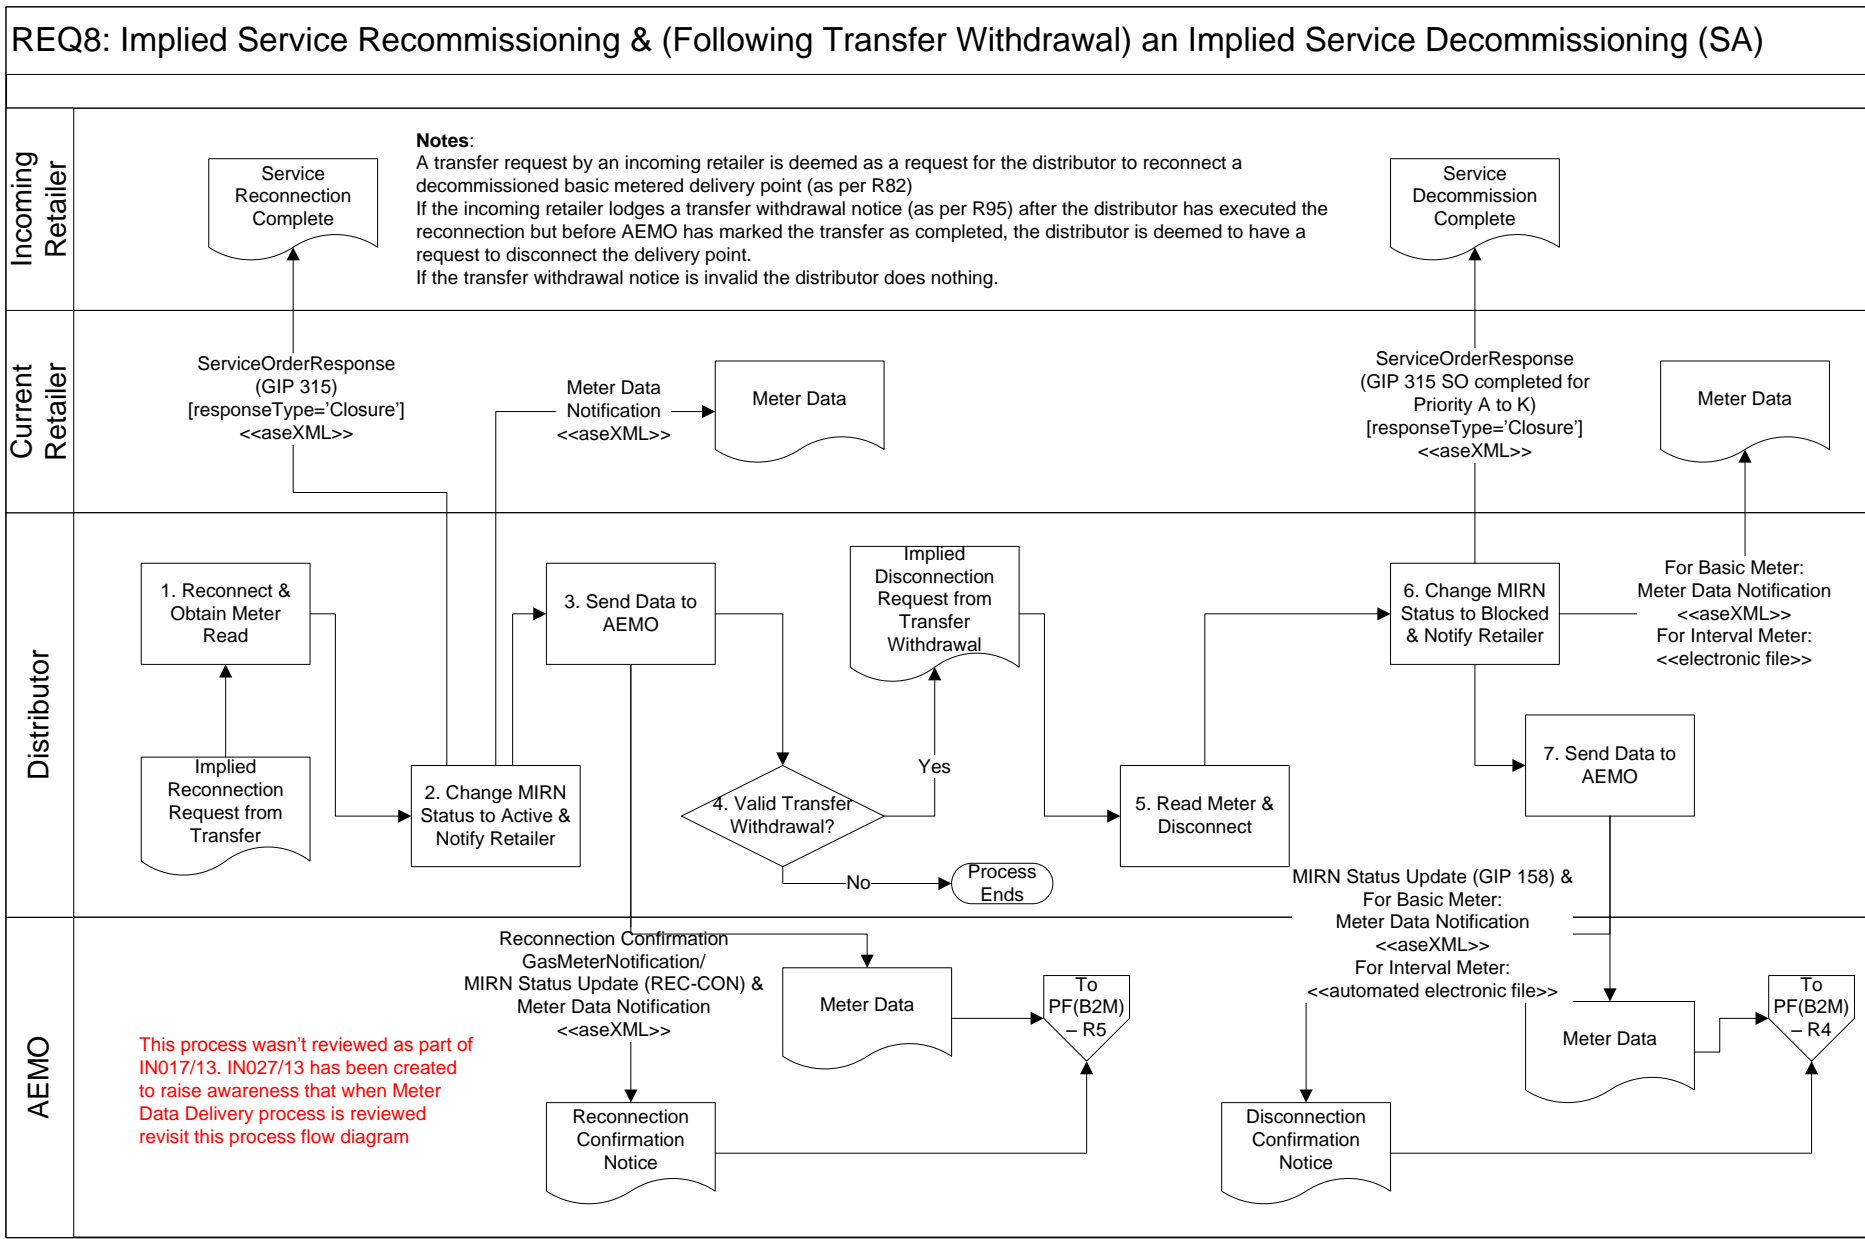 REQ8: Implied Service Recommissioning & (Following Transfer Withdrawal) an Implied Service Decommissioning (SA)
Incoming
Retailer
Service
Reconnection
Complete
Notes:
A transfer request by an incoming retailer is deemed as a request for the distributor to reconnect a
decommissioned basic metered delivery point (as per R82)
If the incoming retailer lodges a transfer withdrawal notice (as per R95) after the distributor has executed the
reconnection but before AEMO has marked the transfer as completed, the distributor is deemed to have a
request to disconnect the delivery point.
If the transfer withdrawal notice is invalid the distributor does nothing.
Service
Decommission
Complete
Current
Retailer
ServiceOrderResponse
(GIP 315)
[responseType='Closure']
<<aseXML>>
Meter Data
Notification
<<aseXML>>
Meter Data
ServiceOrderResponse
(GIP 315 SO completed for
Priority A to K)
[responseType='Closure']
<<aseXML>>
Meter Data
Distributor
1. Reconnect &
Obtain Meter
Read
Implied
Reconnection
Request from
Transfer
2. Change MIRN
Status to Active &
Notify Retailer
3. Send Data to
AEMO
4. Valid Transfer
Withdrawal?
Yes
No
Process
Ends
Implied
Disconnection
Request from
Transfer
Withdrawal
5. Read Meter &
Disconnect
6. Change MIRN
Status to Blocked
& Notify Retailer
For Basic Meter:
Meter Data Notification
<<aseXML>>
For Interval Meter:
<<electronic file>>
7. Send Data to
AEMO
MIRN Status Update (GIP 158) &
For Basic Meter:
Meter Data Notification
<<aseXML>>
For Interval Meter:
<<automated electronic file>>
AEMO
This process wasn't reviewed as part of
IN017/13. IN027/13 has been created
to raise awareness that when Meter
Data Delivery process is reviewed
revisit this process flow diagram
Reconnection Confirmation
GasMeterNotification/
MIRN Status Update (REC-CON) &
Meter Data Notification
<<aseXML>>
Meter Data
To
PF(B2M)
– R5
Reconnection
Confirmation
Notice
Disconnection
Confirmation
Notice
Meter Data
To
PF(B2M)
– R4